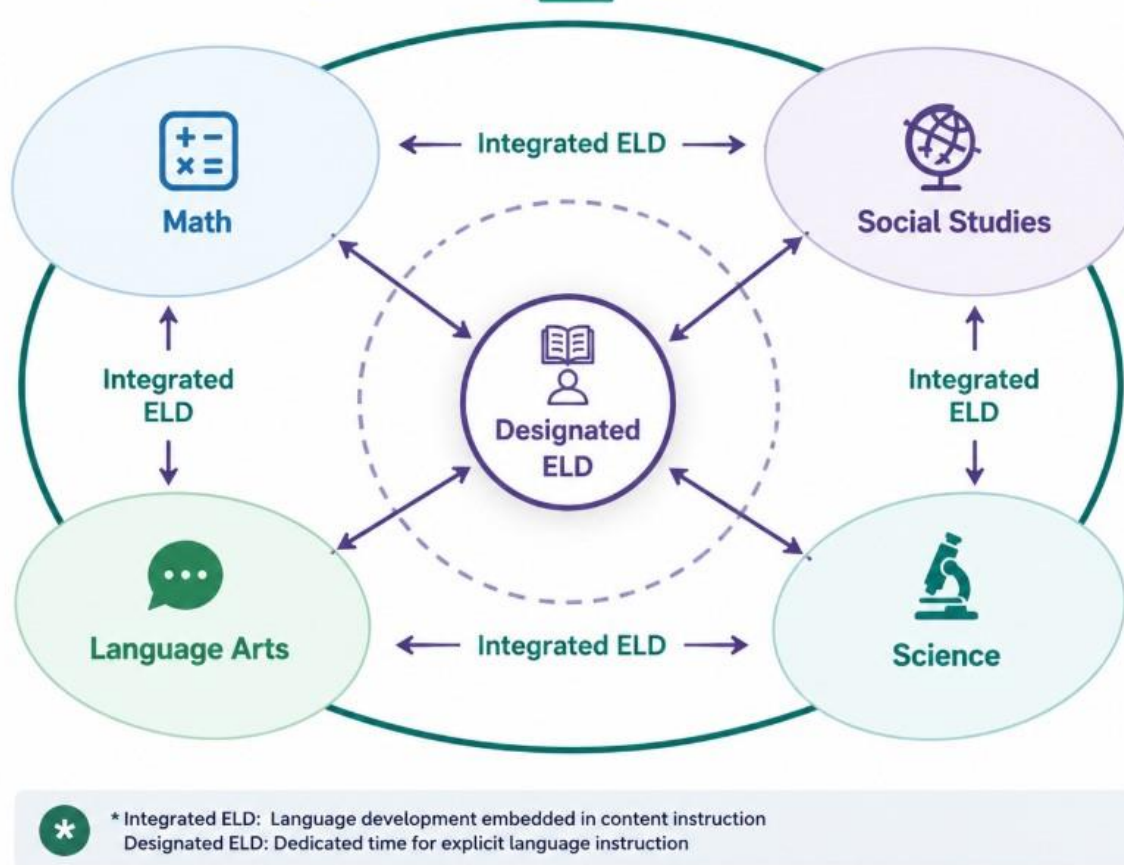 Integrated ELD
Math
Social Studies
Integrated
ELD
Designated
ELD
Integrated
ELD
Language Arts
Integrated ELD
Science
* * Integrated ELD: Language development embedded in content instruction
Designated ELD: Dedicated time for explicit language instruction